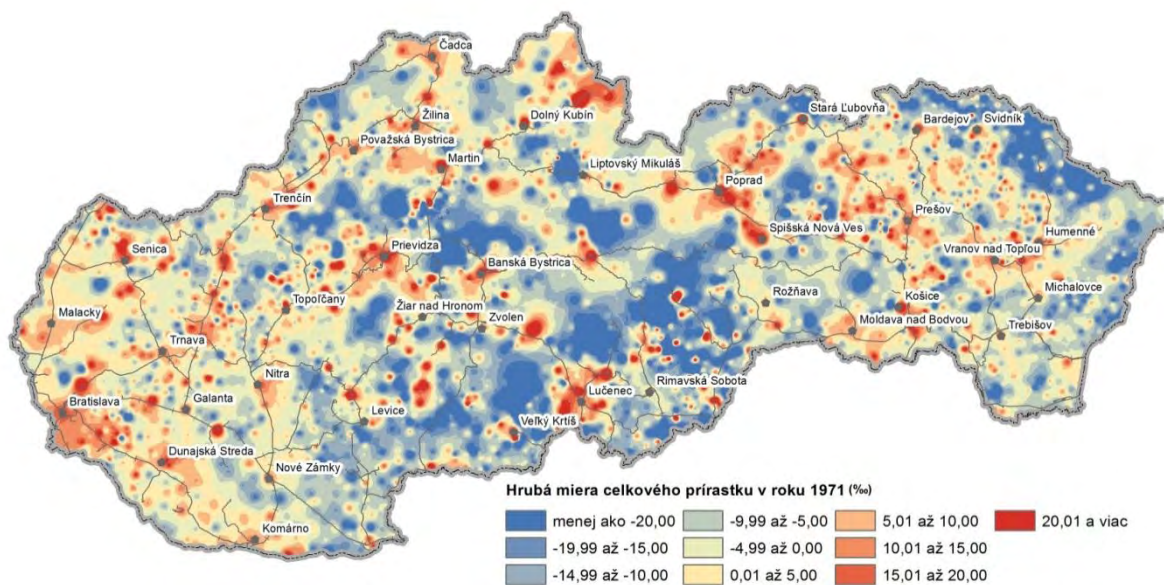 Čadca
Žilina
Dolný Kubín
Považská Bystrica
Martin
Liptovský Mikuláš
Stará Ľubovňa
Bardejov
Svidník
Poprad
Trenčín
Prešov
Senica
Prievidza
Spišská Nová Ves
Humenné
Banská Bystrica
Vranov nad Topľou
Topoľčany
Žiar nad Hronom
Rožňava
Košice
Michalovce
Malacky
Zvolen
Moldava nad Bodvou
Trebišov
Trnava
Nitra
Rimavská Sobota
Lučenec
Bratislava
Galanta
Levice
Veľký Krtíš
Dunajská Streda
Nové Zámky
Komárno
Hrubá miera celkového prírastku v roku 1971 (‰)
menej ako -20,00
-9,99 až -5,00
5,01 až 10,00
20,01 a viac
-19,99 až -15,00
-4,99 až 0,00
10,01 až 15,00
-14,99 až -10,00
0,01 až 5,00
15,01 až 20,00